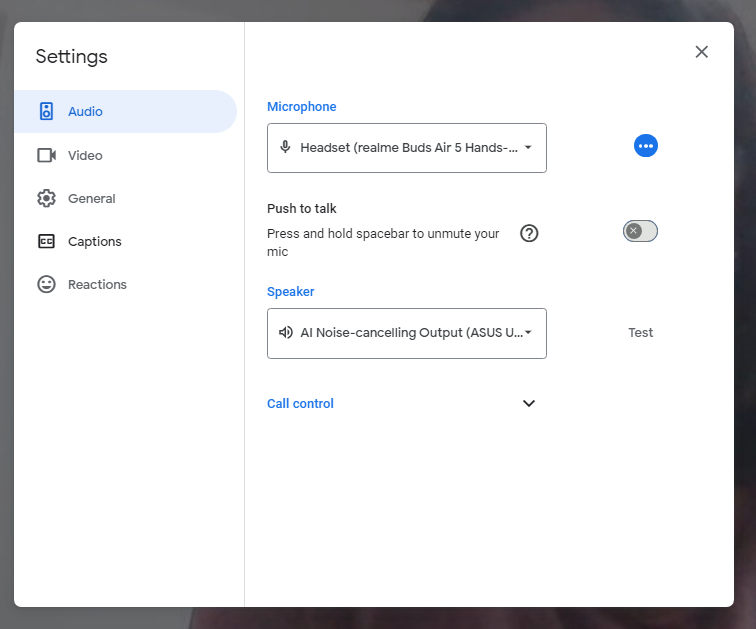 Settings
Audio
Video
General
Captions
Reactions
Microphone
Headset (realme Buds Air 5 Hands-...
Push to talk
Press and hold spacebar to unmute your
mic
Speaker
AI Noise-cancelling Output (ASUS U...
Test
Call control